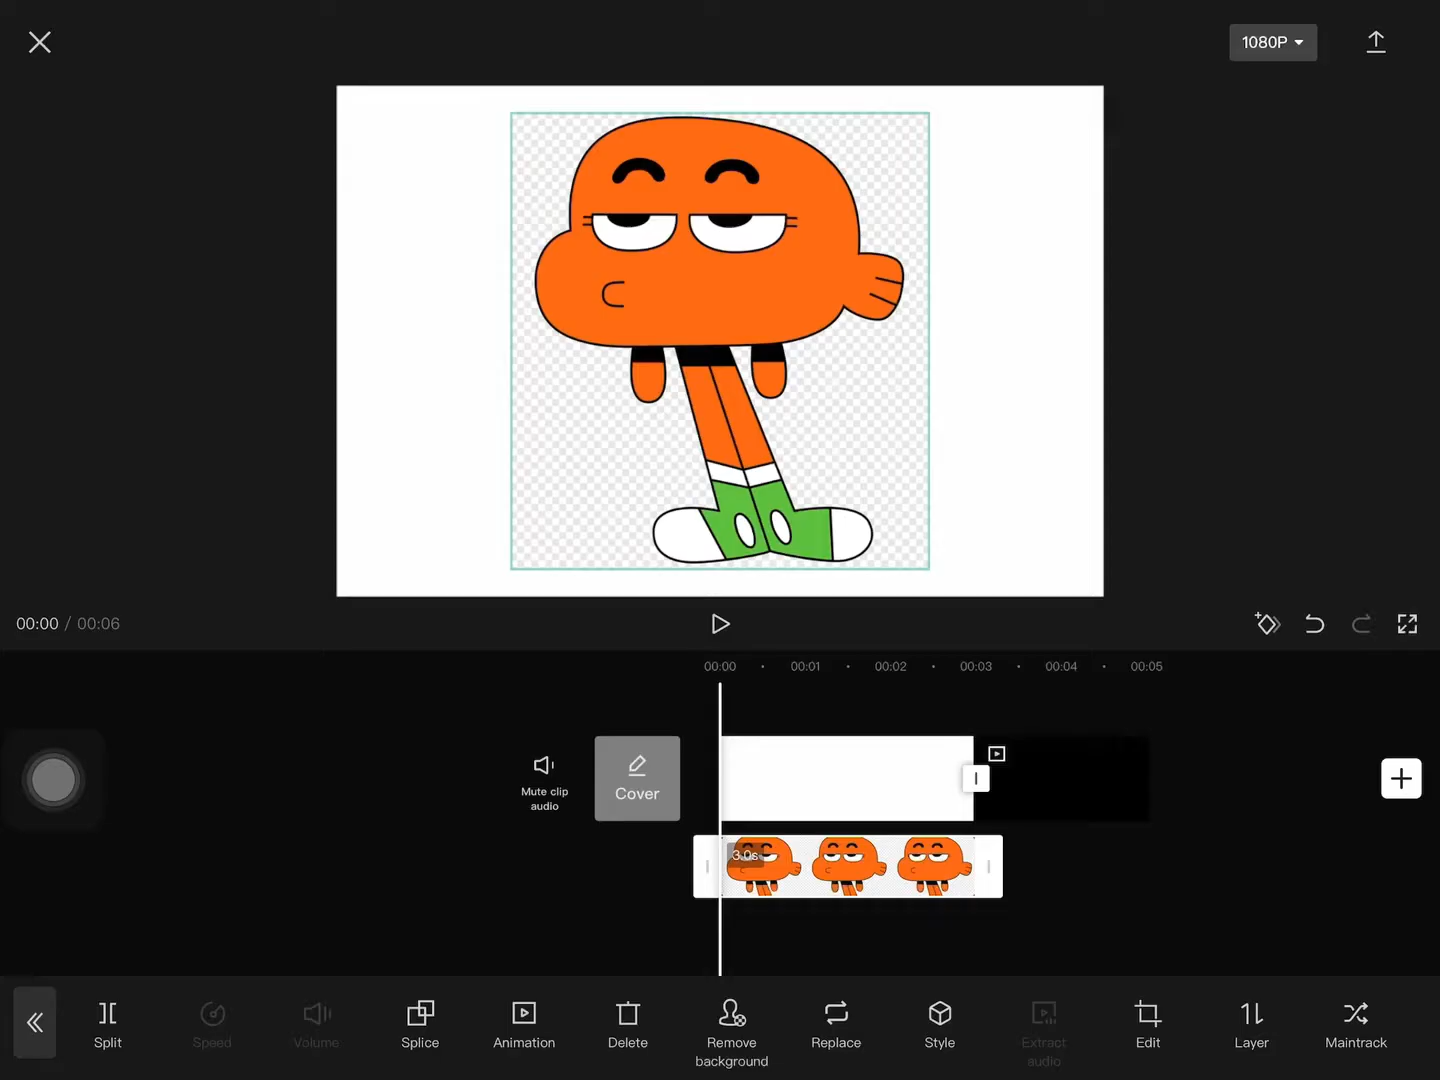 1080P
00:00 / 00:06
00:00 00:01 00:02 00:03 00:04 00:05
Mute clip
audio
Cover
3.0s
Split
Speed
Volume
Splice
Animation
Delete
Remove
background
Replace
Style
Extract
audio
Edit
Layer
Maintrack